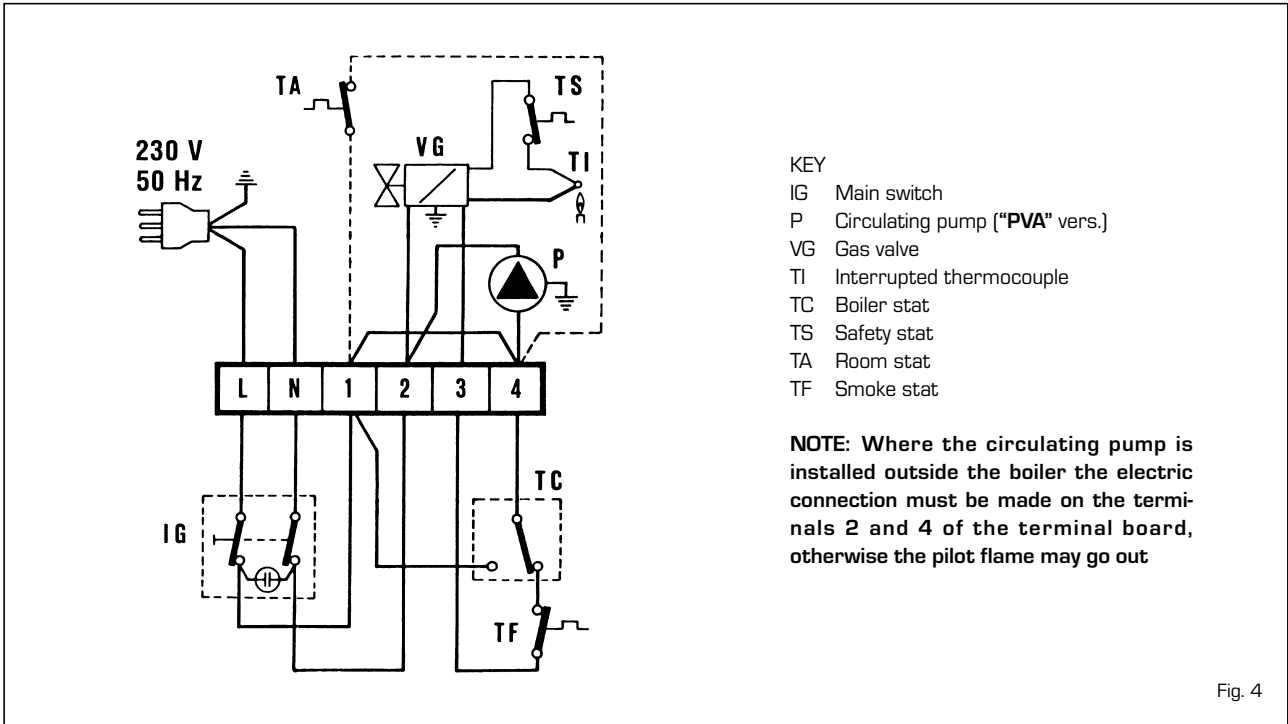 TA
TS
VG
TI
230 V
50 Hz
P
L N 1 2 3 4
TC
IG
TF
KEY
IG Main switch
P Circulating pump (“PVA” vers.)
VG Gas valve
TI Interrupted thermocouple
TC Boiler stat
TS Safety stat
TA Room stat
TF Smoke stat
NOTE: Where the circulating pump is
installed outside the boiler the electric
connection must be made on the termi-
nals 2 and 4 of the terminal board,
otherwise the pilot flame may go out
Fig. 4